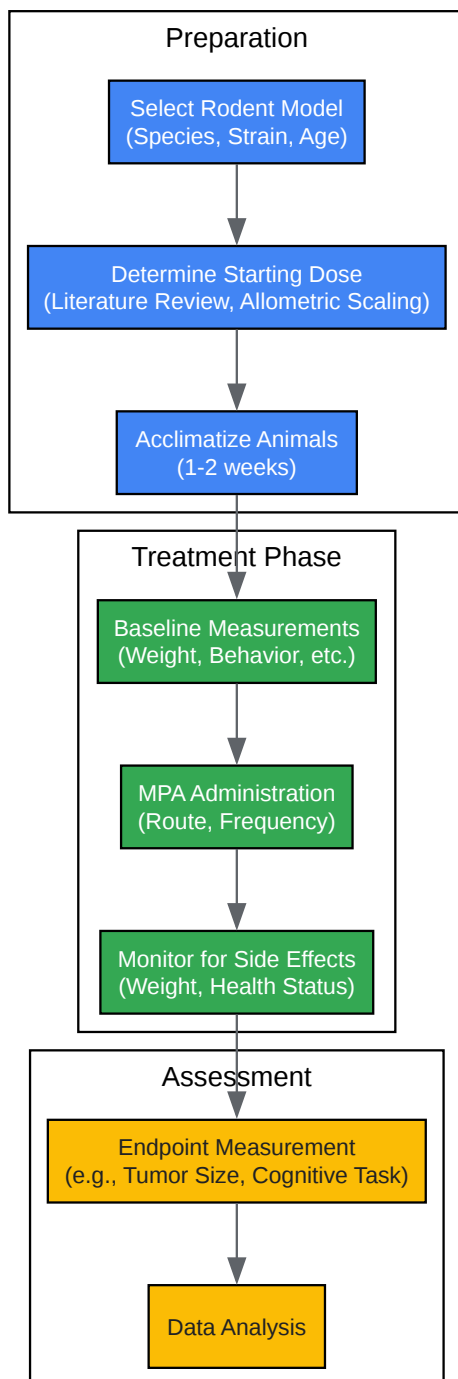 Preparation
Select Rodent Model
(Species, Strain, Age)
Determine Starting Dose
(Literature Review, Allometric Scaling)
Acclimatize Animals
(1-2 weeks)
Treatment Phase
Baseline Measurements
(Weight, Behavior, etc.)
MPA Administration
(Route, Frequency)
Monitor for Side Effects
(Weight, Health Status)
Assessment
Endpoint Measurement
(e.g., Tumor Size, Cognitive Task)
Data Analysis